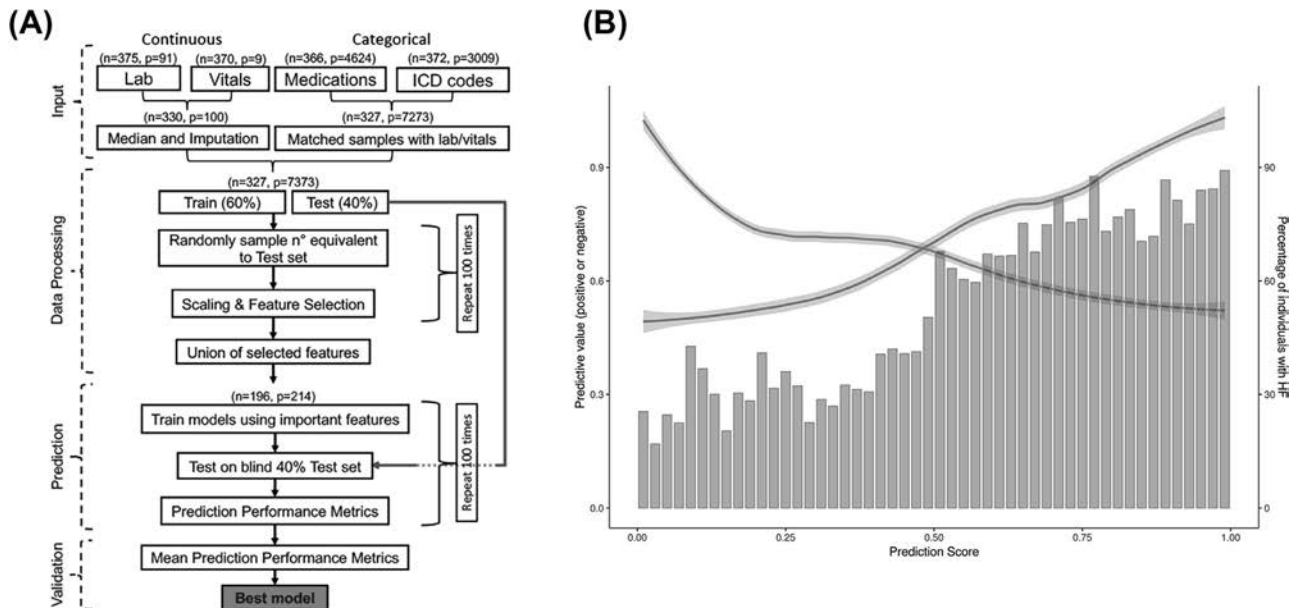 (A)
Continuous Categorical
(n=375, p=91) (n=370, p=9) (n=366, p=4624) (n=372, p=3009)
Lab Vitals Medications ICD codes
(n=330, p=100) (n=327, p=7273)
Median and Imputation Matched samples with lab/vitals
Input
(n=327, p=7373)
Train (60%) Test (40%)
Randomly sample n° equivalent
to Test set
Scaling & Feature Selection
Union of selected features
Repeat 100 times
Data Processing
(n=196, p=214)
Train models using important features
Test on blind 40% Test set
Prediction Performance Metrics
Repeat 100 times
Prediction
Mean Prediction Performance Metrics
Best model
Validation
(B)
Predictive value (positive or negative)
0.9
0.6
0.3
0.0
0.00 0.25 0.50 0.75 1.00
Prediction Score
90
60
30
0
Percentage of individuals with HF